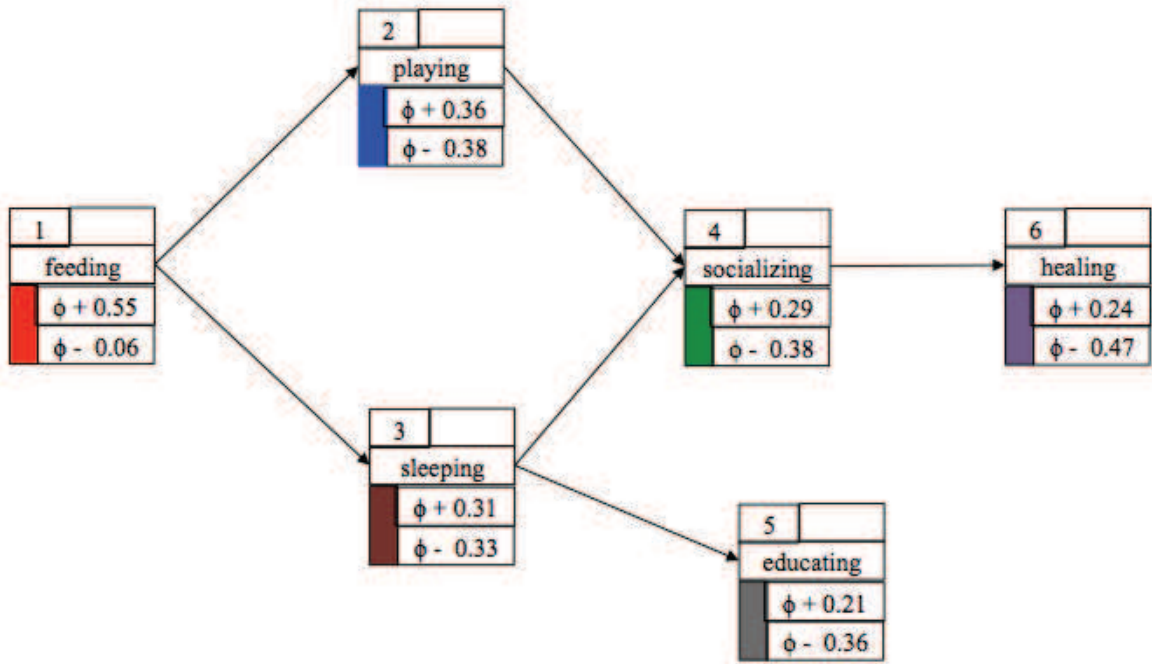 1
feeding
ϕ + 0.55
ϕ - 0.06
2
playing
ϕ + 0.36
ϕ - 0.38
3
sleeping
ϕ + 0.31
ϕ - 0.33
4
socializing
ϕ + 0.29
ϕ - 0.38
5
educating
ϕ + 0.21
ϕ - 0.36
6
healing
ϕ + 0.24
ϕ - 0.47